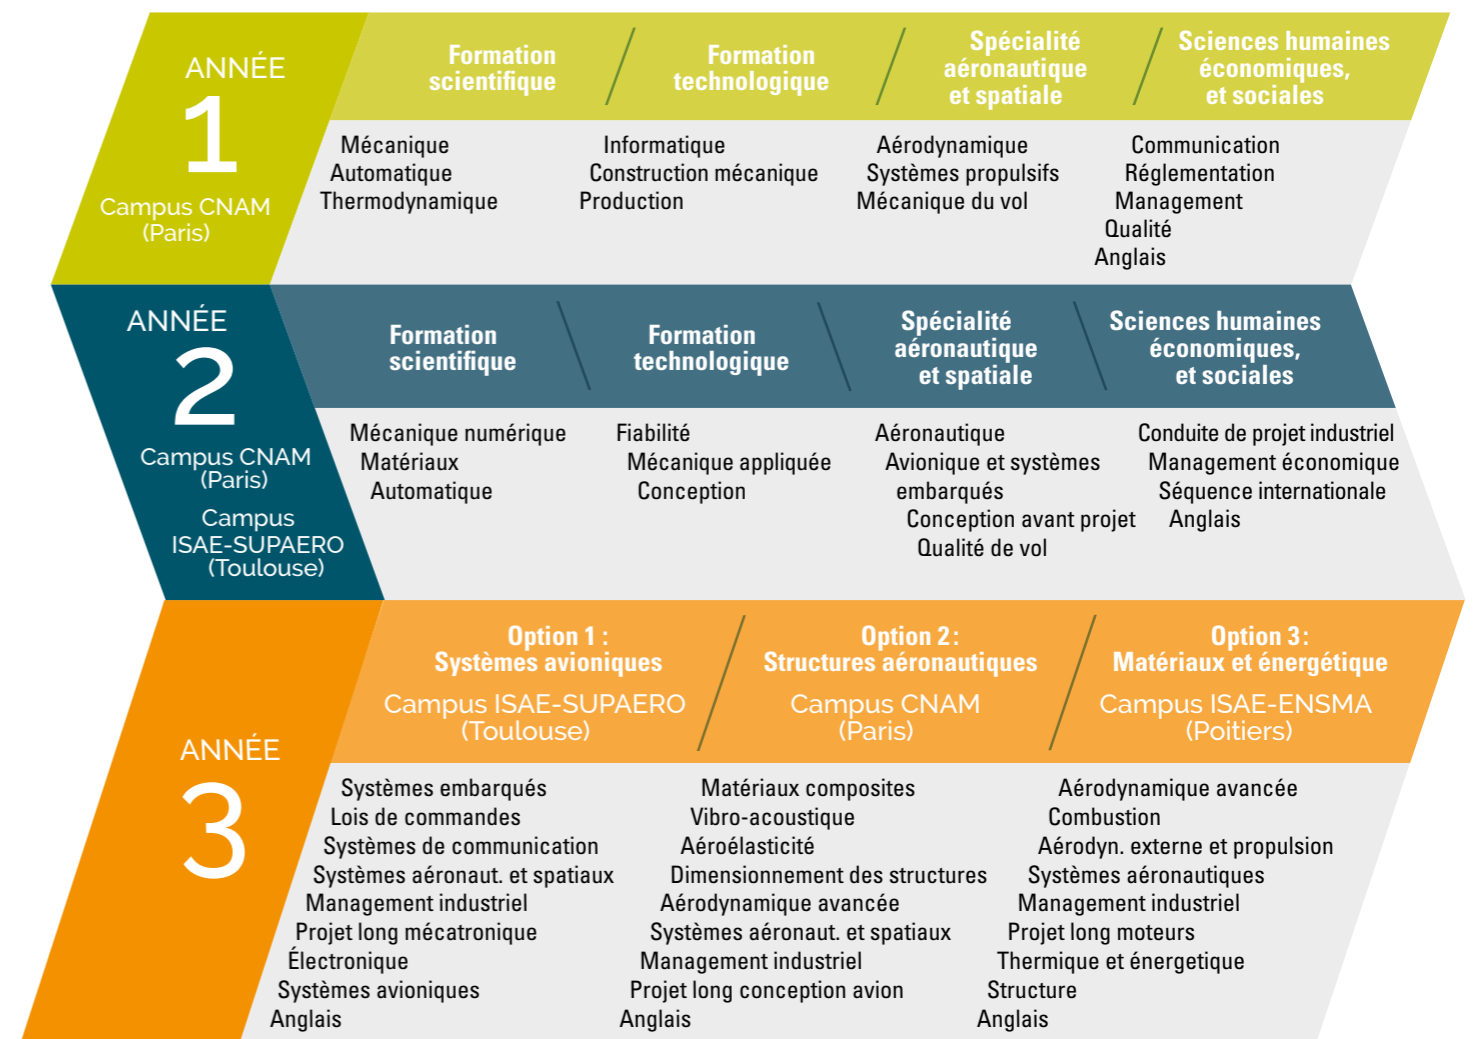 ANNÉE
1
Campus CNAM
(Paris)
Formation
scientifique
Formation
technologique
Spécialité
aéronautique
et spatiale
Sciences humaines
économiques,
et sociales
Mécanique
Automatique
Thermodynamique
Informatique
Construction mécanique
Production
Aérodynamique
Systèmes propulsifs
Mécanique du vol
Communication
Réglementation
Management
Qualité
Anglais
ANNÉE
2
Campus CNAM
(Paris)
Campus
ISAE-SUPAERO
(Toulouse)
Formation
scientifique
Formation
technologique
Spécialité
aéronautique
et spatiale
Sciences humaines
économiques,
et sociales
Mécanique numérique
Matériaux
Automatique
Fiabilité
Mécanique appliquée
Conception
Aéronautique
Avionique et systèmes
embarqués
Conception avant projet
Qualité de vol
Conduite de projet industriel
Management économique
Séquence internationale
Anglais
ANNÉE
3
Option 1 :
Systèmes avioniques
Campus ISAE-SUPAERO
(Toulouse)
Option 2 :
Structures aéronautiques
Campus CNAM
(Paris)
Option 3 :
Matériaux et énergétique
Campus ISAE-ENSMA
(Poitiers)
Systèmes embarqués
Lois de commandes
Systèmes de communication
Systèmes aéronaut. et spatiaux
Management industriel
Projet long mécatronique
Électronique
Systèmes avioniques
Anglais
Matériaux composites
Vibro-acoustique
Aéroélasticité
Dimensionnement des structures
Aérodynamique avancée
Systèmes aéronaut. et spatiaux
Management industriel
Projet long conception avion
Anglais
Aérodynamique avancée
Combustion
Aérodyn. externe et propulsion
Systèmes aéronautiques
Management industriel
Projet long moteurs
Thermique et énergetique
Structure
Anglais